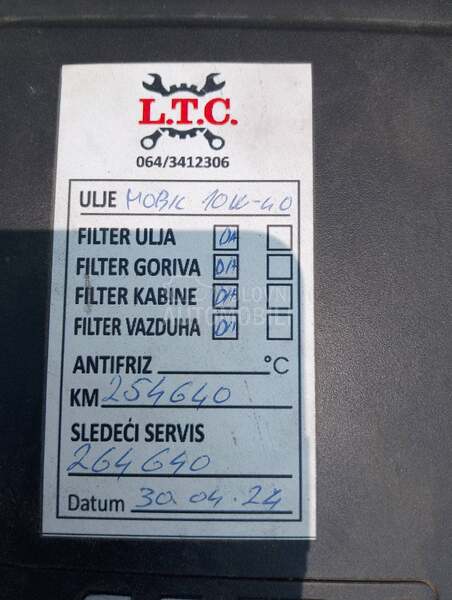 L.T.C.
064/3412306
ULJE MOBIL 10W-40
FILTER ULJA DA
FILTER GORIVA DA
FILTER KABINE DA
FILTER VAZDUHA DA
ANTIFRIZ °C
KM 254640
SLEDEĆI SERVIS
264640
Datum 30.04.24